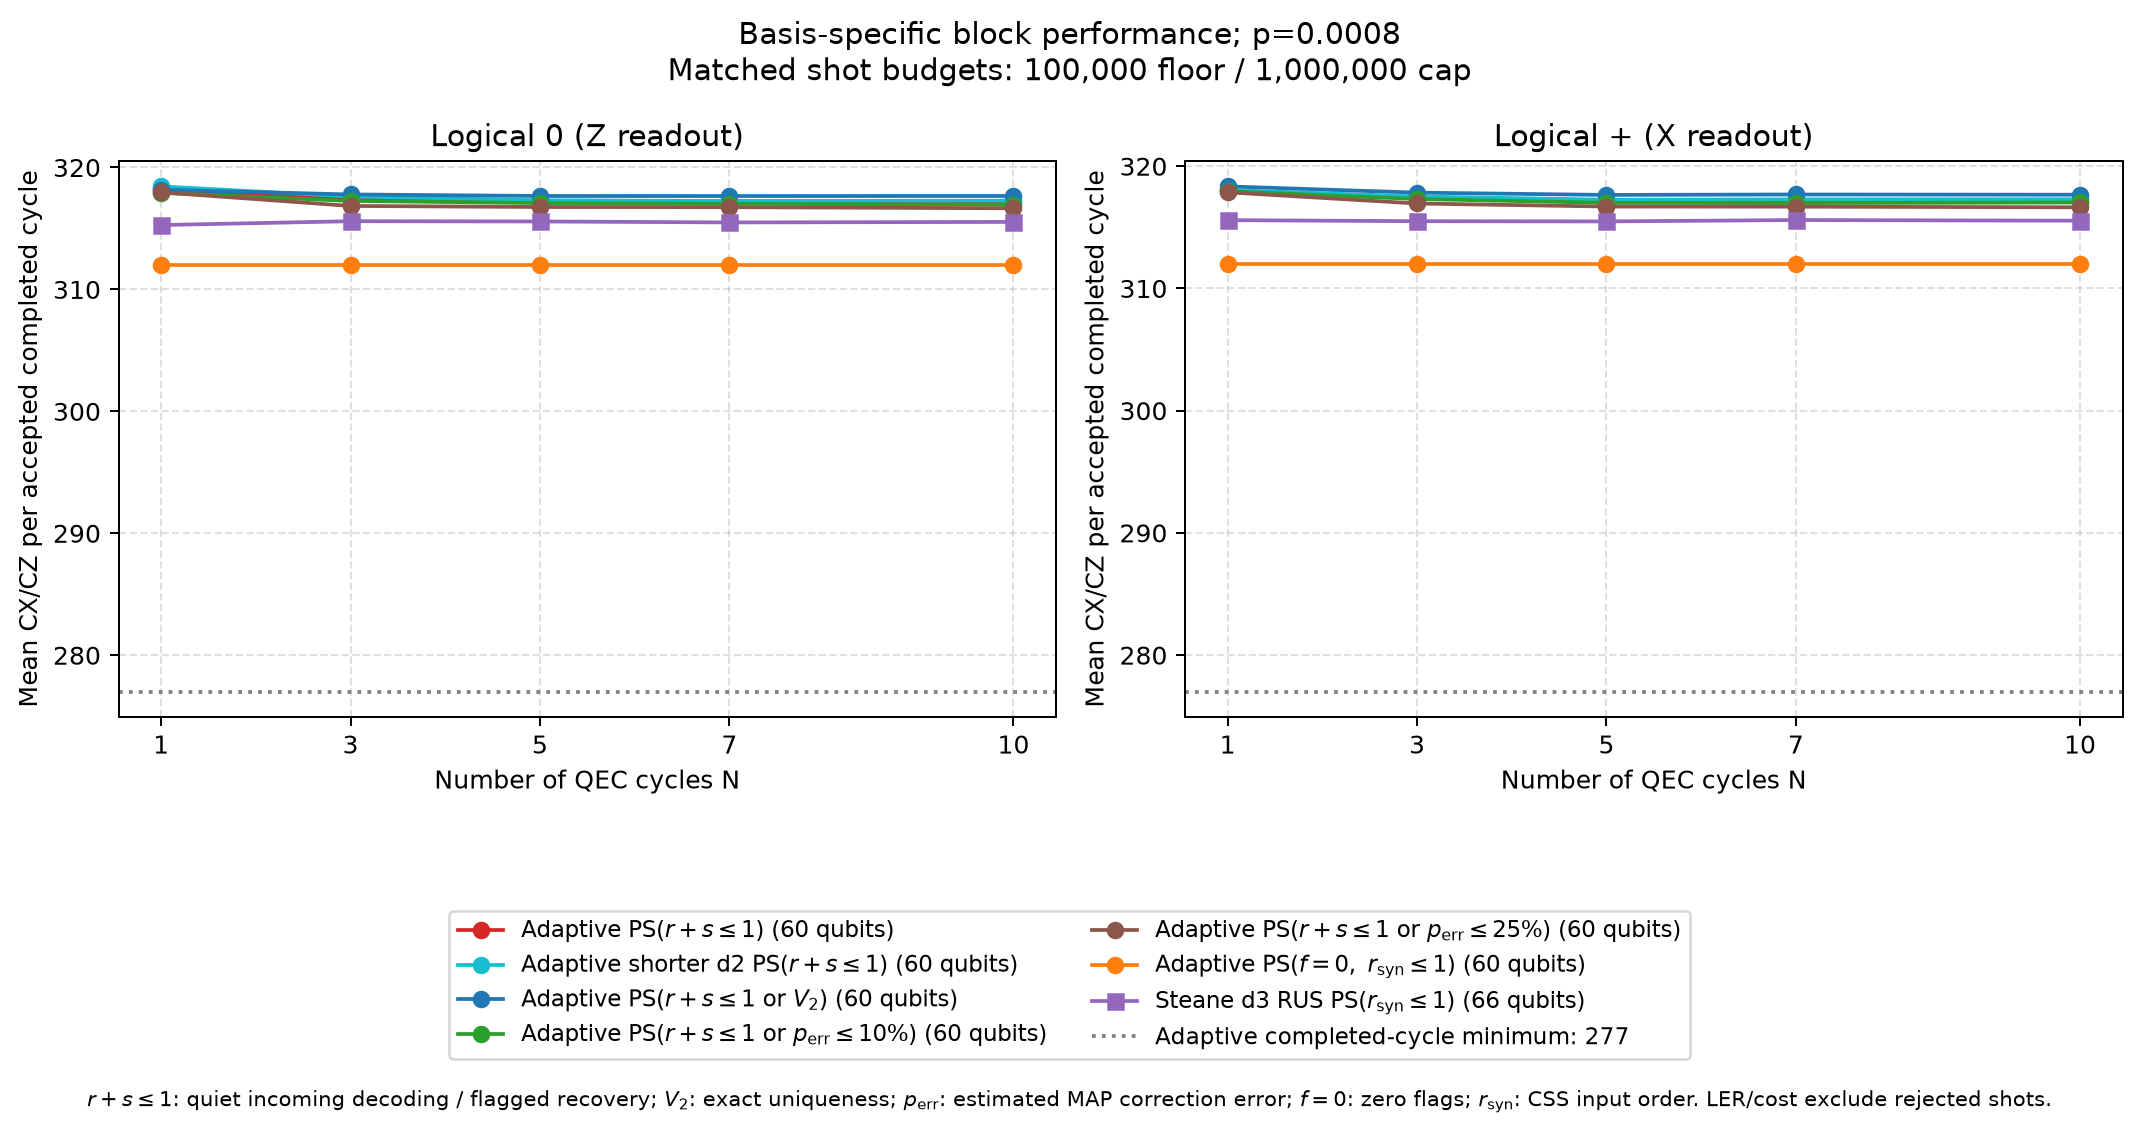 Basis-specific block performance; p=0.0008
Matched shot budgets: 100,000 floor / 1,000,000 cap
Logical 0 (Z readout)
Mean CX/CZ per accepted completed cycle
320
310
300
290
280
1 3 5 7 10
Number of QEC cycles N
Logical + (X readout)
Mean CX/CZ per accepted completed cycle
320
310
300
290
280
1 3 5 7 10
Number of QEC cycles N
Adaptive PS(r + s ≤ 1) (60 qubits)
Adaptive shorter d2 PS(r + s ≤ 1) (60 qubits)
Adaptive PS(r + s ≤ 1 or V₂) (60 qubits)
Adaptive PS(r + s ≤ 1 or p_err ≤ 10%) (60 qubits)
Adaptive PS(r + s ≤ 1 or p_err ≤ 25%) (60 qubits)
Adaptive PS(f = 0, r_syn ≤ 1) (60 qubits)
Steane d3 RUS PS(r_syn ≤ 1) (66 qubits)
Adaptive completed-cycle minimum: 277
r + s ≤ 1: quiet incoming decoding / flagged recovery; V₂: exact uniqueness; p_err: estimated MAP correction error; f = 0: zero flags; r_syn: CSS input order. LER/cost exclude rejected shots.